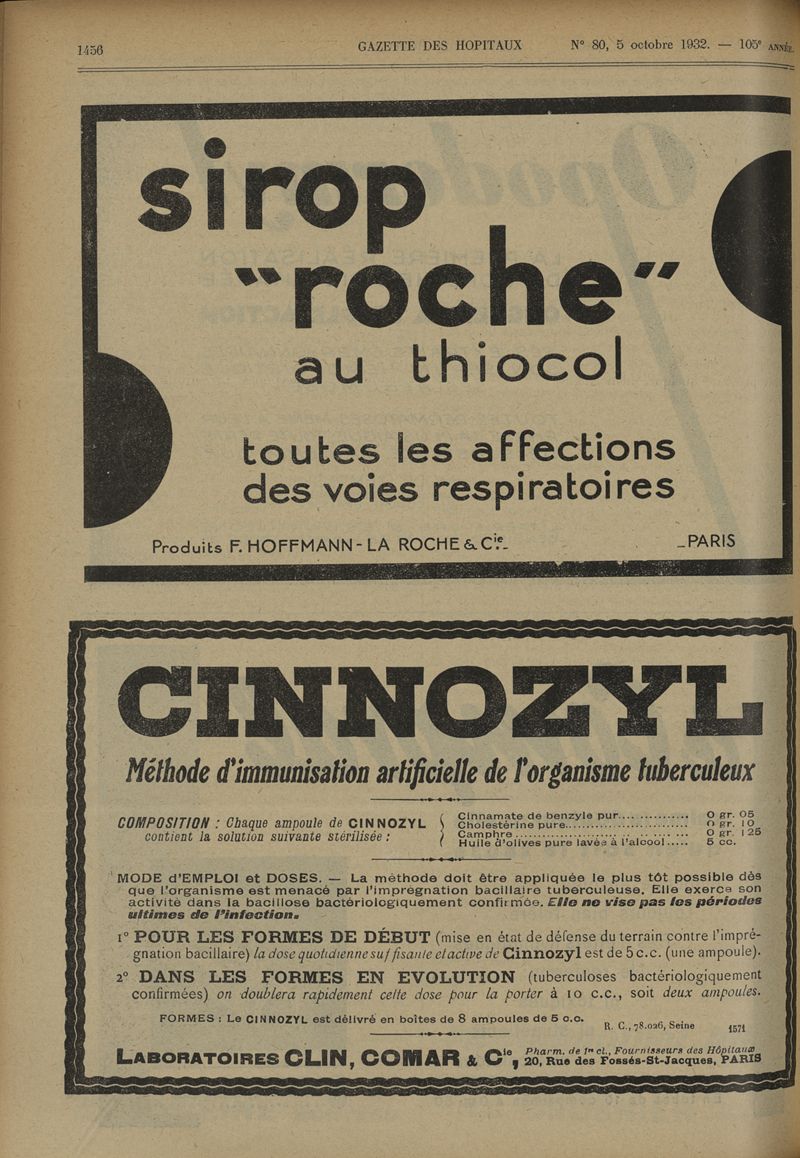 1456
GAZETTE DES HOPITAUX
N° 80, 5 octobre 1932. — 105e ANNÉE.
sirop
"roche"
au thiocol
toutes les affections
des voies respiratoires
Produits F. HOFFMANN-LA ROCHE & Cie_ _PARIS
CINNOZYL
Méthode d'immunisation artificielle de l'organisme tuberculeux
COMPOSITION : Chaque ampoule de CINNOZYL
contient la solution suivante stérilisée :
Cinnamate de benzyle pur................ 0 gr. 05
Cholestérine pure............................. 0 gr. 10
Camphre........................................ 0 gr. 125
Huile d'olives pure lavée à l'alcool..... 5 cc.
MODE d'EMPLOI et DOSES. — La méthode doit être appliquée le plus tôt possible dès
que l'organisme est menacé par l'imprégnation bacillaire tuberculeuse. Elle exerce son
activité dans la bacillose bactériologiquement confirmée. Elle ne vise pas les périodes
ultimes de l'infection.
1° POUR LES FORMES DE DÉBUT (mise en état de défense du terrain contre l'impré-
gnation bacillaire) la dose quotidienne suffisante et active de Cinnozyl est de 5 c.c. (une ampoule).
2° DANS LES FORMES EN EVOLUTION (tuberculoses bactériologiquement
confirmées) on doublera rapidement cette dose pour la porter à 10 c.c., soit deux ampoules.
FORMES : Le CINNOZYL est délivré en boîtes de 8 ampoules de 5 c.c.
R. C., 78.026, Seine 1571
LABORATOIRES CLIN, COMAR & Cie,
Pharm. de 1re cl., Fournisseurs des Hôpitaux
20, Rue des Fossés-St-Jacques, PARIS